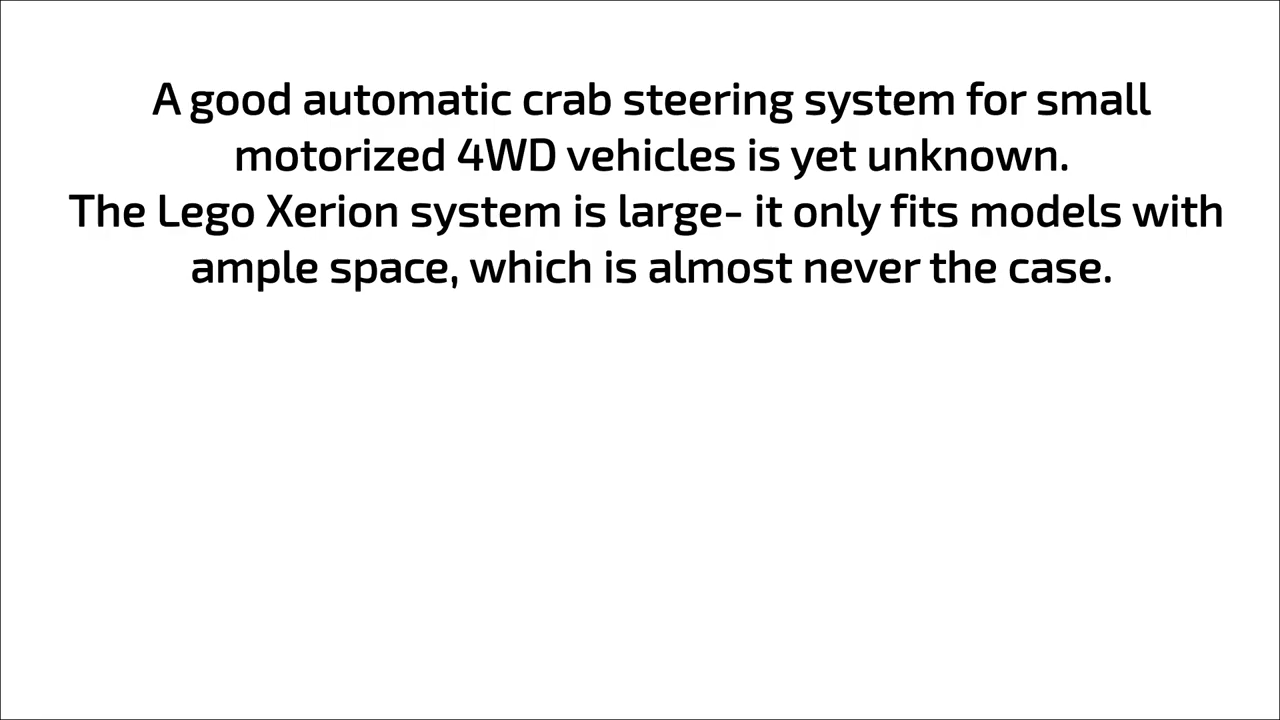 A good automatic crab steering system for small
motorized 4WD vehicles is yet unknown.
The Lego Xerion system is large- it only fits models with
ample space, which is almost never the case.